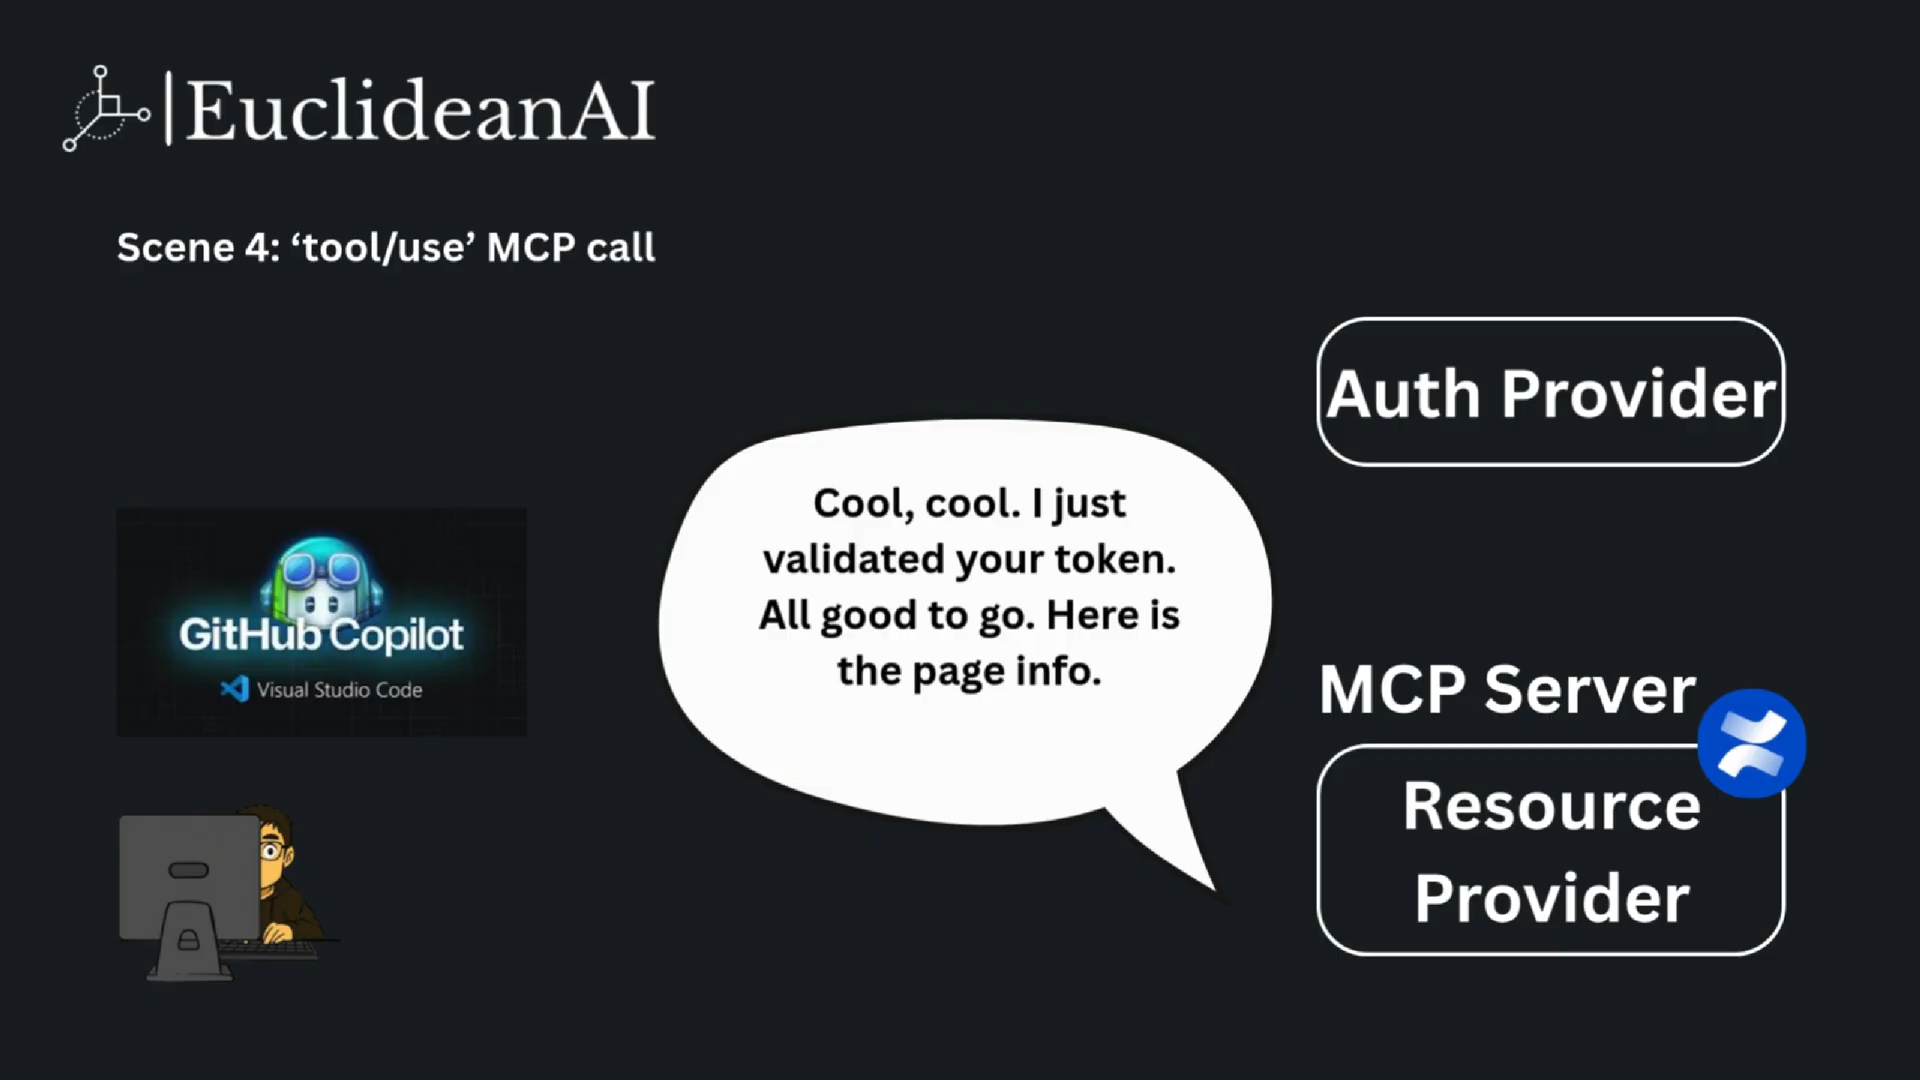 EuclideanAI
Scene 4: ‘tool/use’ MCP call
Auth Provider
Cool, cool. I just
validated your token.
All good to go. Here is
the page info.
GitHub Copilot
Visual Studio Code
MCP Server
Resource
Provider